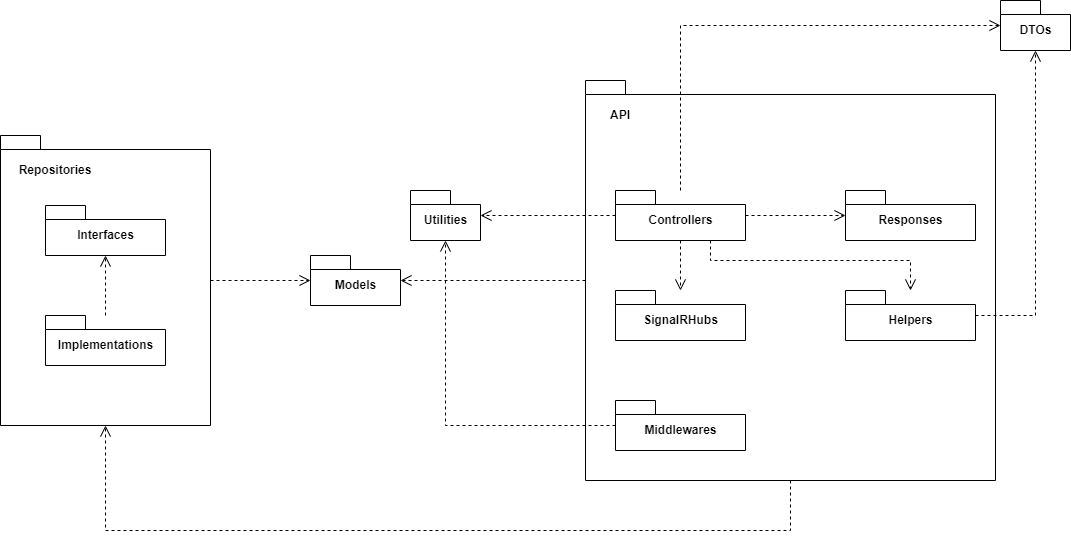 DTOs
API
Repositories
Utilities
Controllers
Responses
Interfaces
Models
SignalRHubs
Helpers
Implementations
Middlewares